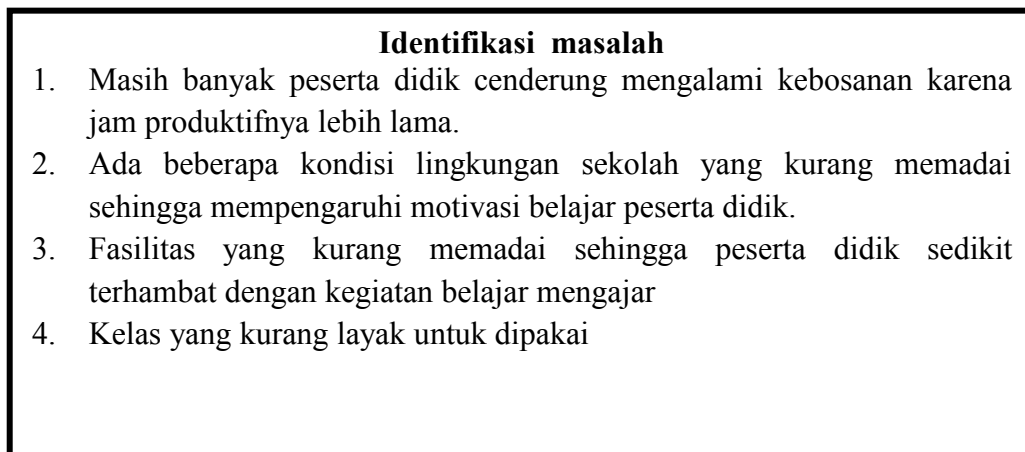 Identifikasi masalah
1. Masih banyak peserta didik cenderung mengalami kebosanan karena
jam produktifnya lebih lama.
2. Ada beberapa kondisi lingkungan sekolah yang kurang memadai
sehingga mempengaruhi motivasi belajar peserta didik.
3. Fasilitas yang kurang memadai sehingga peserta didik sedikit
terhambat dengan kegiatan belajar mengajar
4. Kelas yang kurang layak untuk dipakai